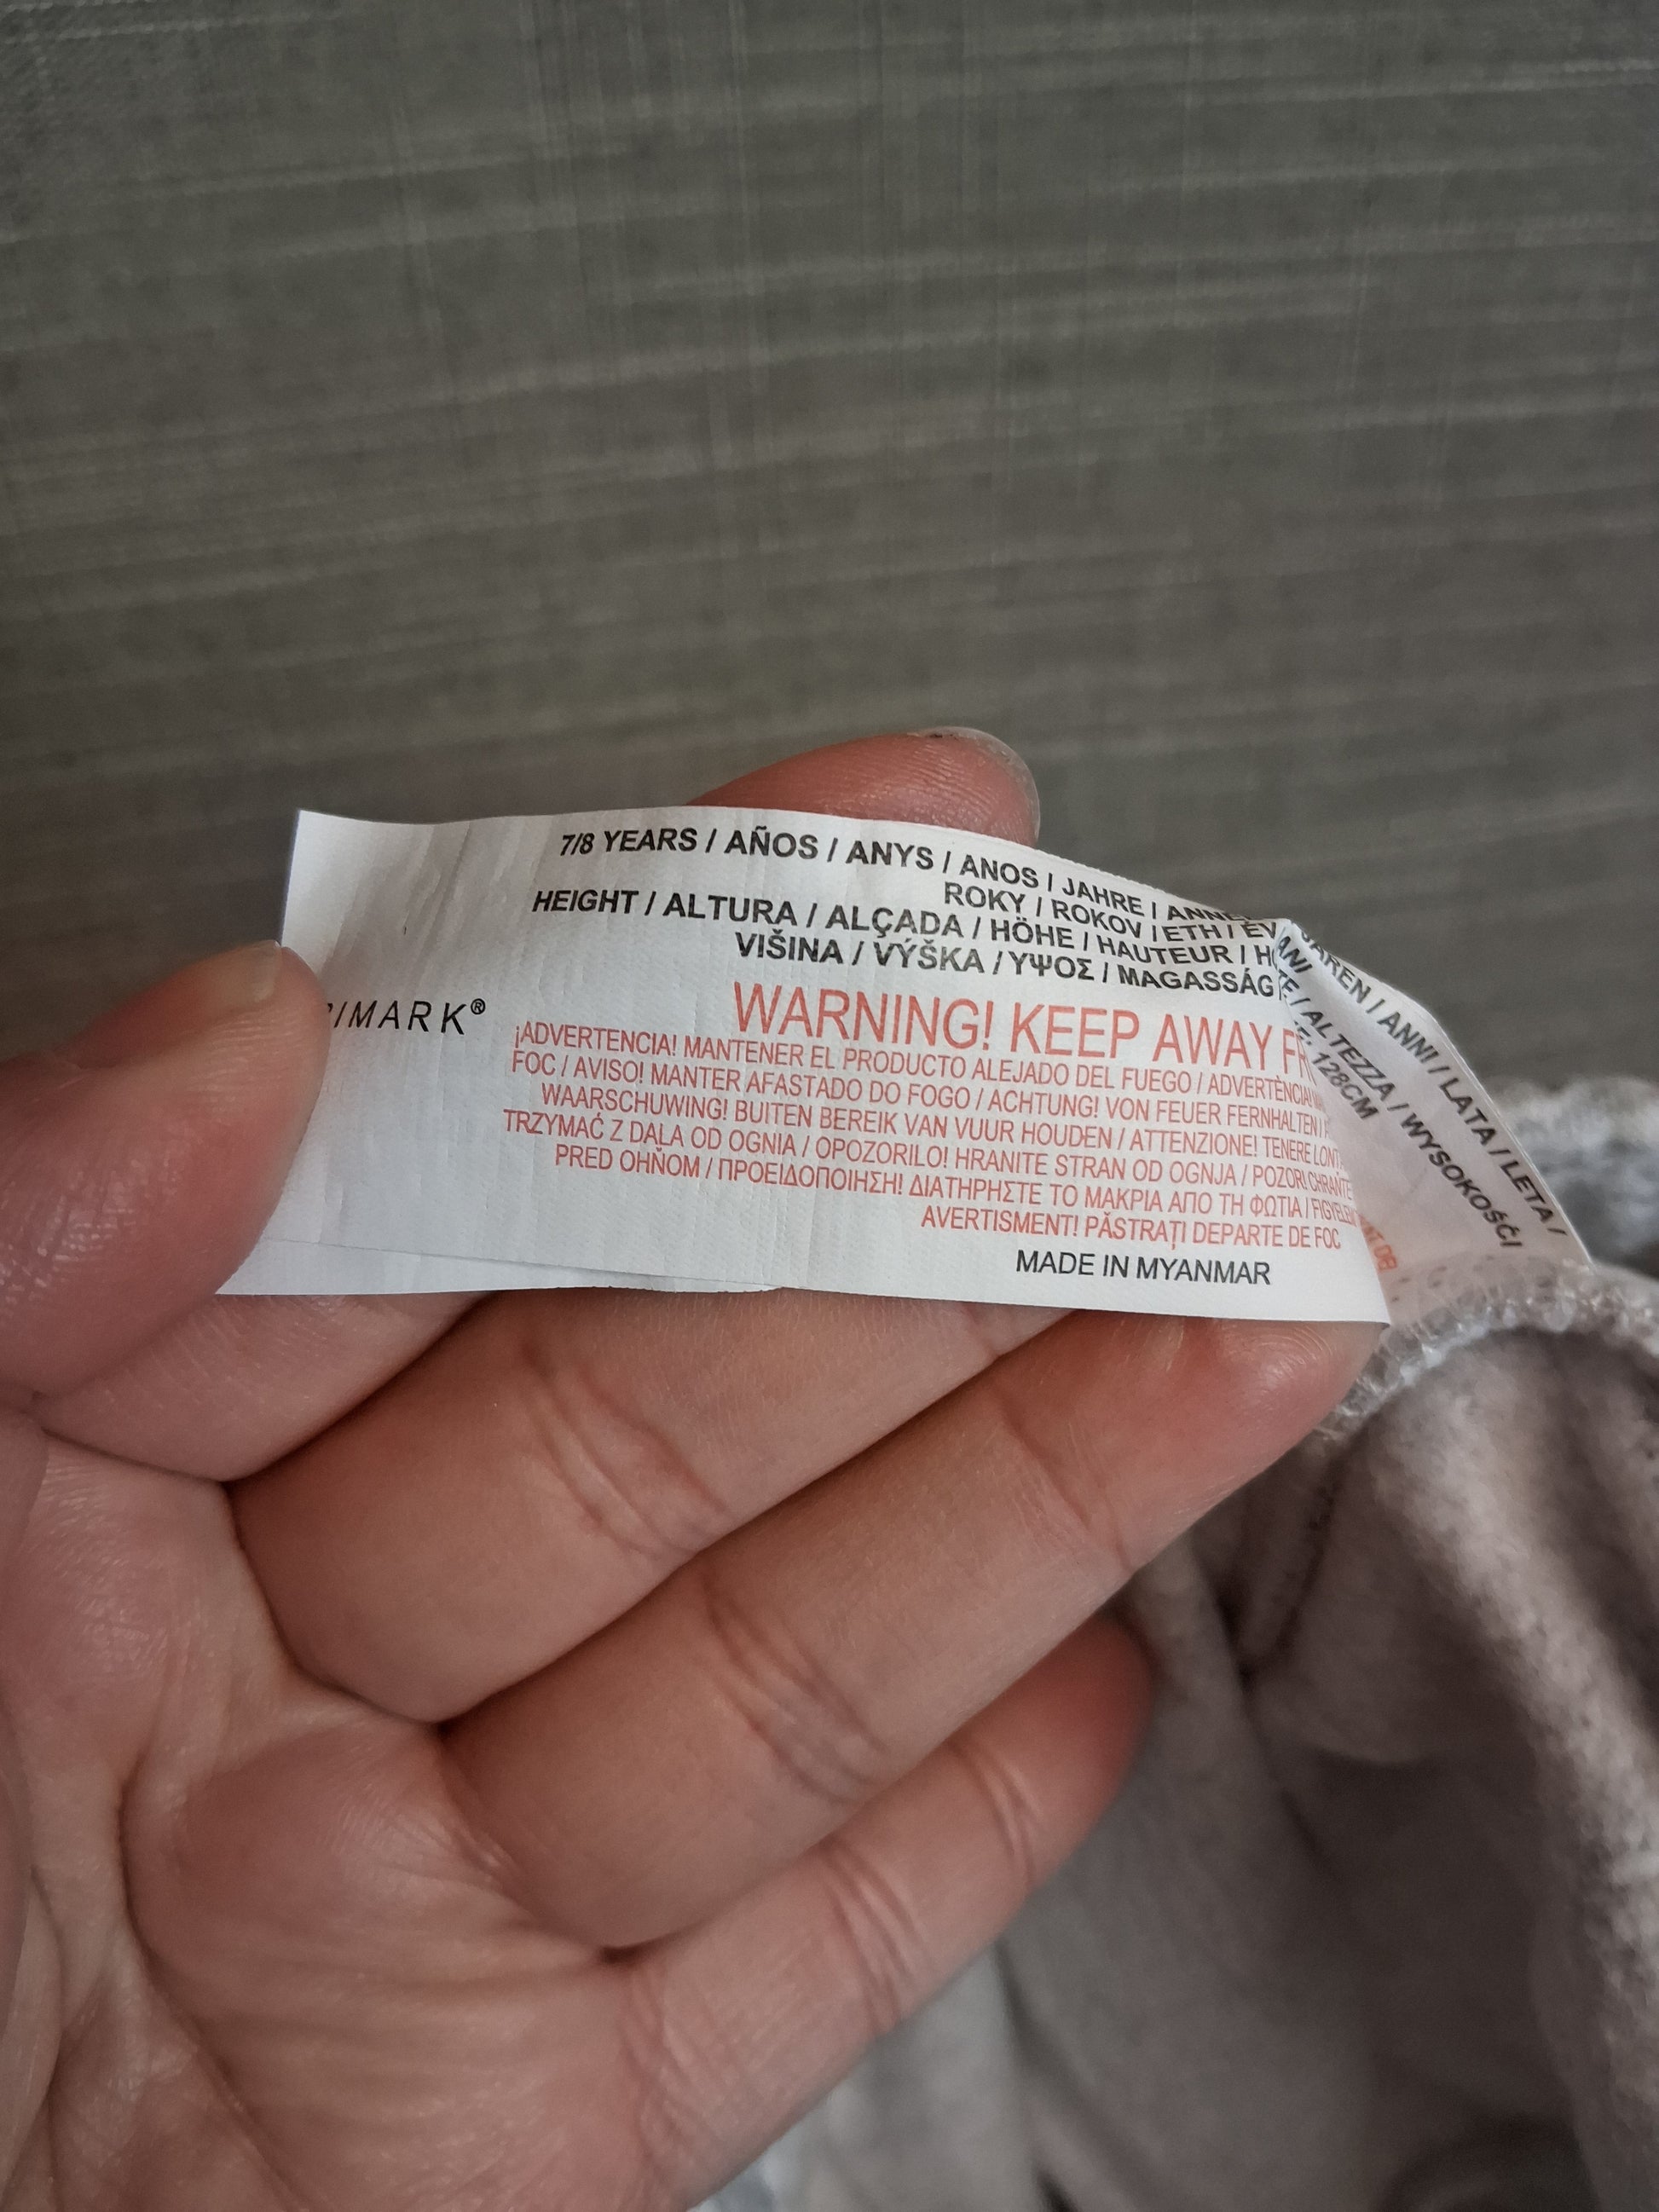 7/8 YEARS / AÑOS / ANYS / ANOS / JAHRE / JAREN / ANNI / LATA / LETA /
ROKY / ROKOV / ETH / ÉV / ANI
HEIGHT / ALTURA / ALÇADA / HÖHE / HAUTEUR / ALTEZZA / WYSOKOŚĆI
VIŠINA / VÝŠKA / ΥΨΟΣ / MAGASSÁG 128CM
WARNING! KEEP AWAY
¡ADVERTENCIA! MANTENER EL PRODUCTO ALEJADO DEL FUEGO / ADVERTÈNCIA!
FOC / AVISO! MANTER AFASTADO DO FOGO / ACHTUNG! VON FEUER FERNHALTEN /
WAARSCHUWING! BUITEN BEREIK VAN VUUR HOUDEN / ATTENZIONE! TENERE
TRZYMAĆ Z DALA OD OGNIA / OPOZORILO! HRANITE STRAN OD OGNJA / POZOR! CHRANTE
PRED OHŇOM / ΠΡΟΕΙΔΟΠΟΙΗΣΗ! ΔΙΑΤΗΡΗΣΤΕ ΤΟ ΜΑΚΡΙΑ ΑΠΟ ΤΗ ΦΩΤΙΑ /
AVERTISMENT! PĂSTRAȚI DEPARTE DE FOC
MADE IN MYANMAR
IMARK®